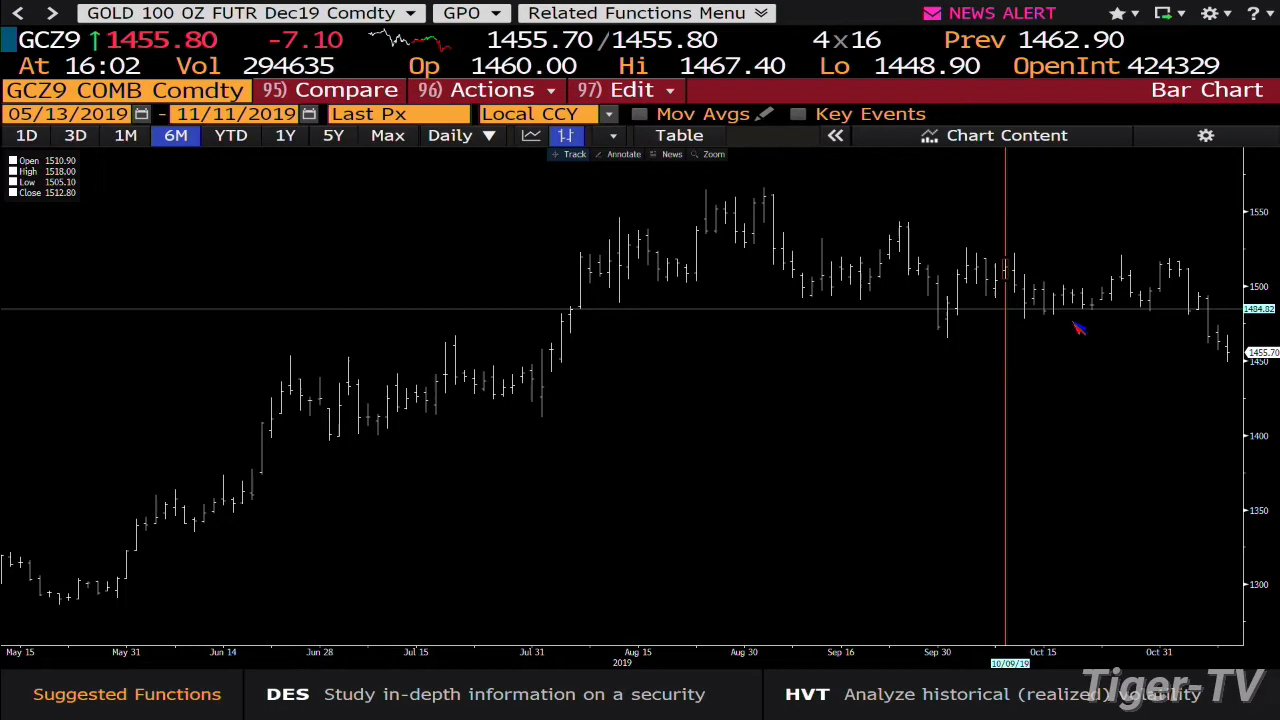 GOLD 100 OZ FUTR Dec19 Comdty GPO Related Functions Menu NEWS ALERT ?
GCZ9 ↑1455.80 -7.10 1455.70/1455.80 4x16 Prev 1462.90
At 16:02 Vol 294635 Op 1460.00 Hi 1467.40 Lo 1448.90 OpenInt 424329
GCZ9 COMB Comdty 95) Compare 96) Actions 97) Edit Bar Chart
05/13/2019 - 11/11/2019 Last Px Local CCY Mov Avgs Key Events
1D 3D 1M 6M YTD 1Y 5Y Max Daily ▼ Table « Chart Content
Track Annotate News Zoom
Open 1510.90
High 1518.00
Low 1505.10
Close 1512.80
1550
1500
1484.82
1455.70
1450
1400
1350
1300
May 15 May 31 Jun 14 Jun 28 Jul 15 Jul 31 Aug 15 Aug 30 Sep 16 Sep 30 Oct 15 Oct 31
2019 10/09/19
Suggested Functions DES Study in-depth information on a security HVT Analyze historical (realized) volatility
Tiger-TV